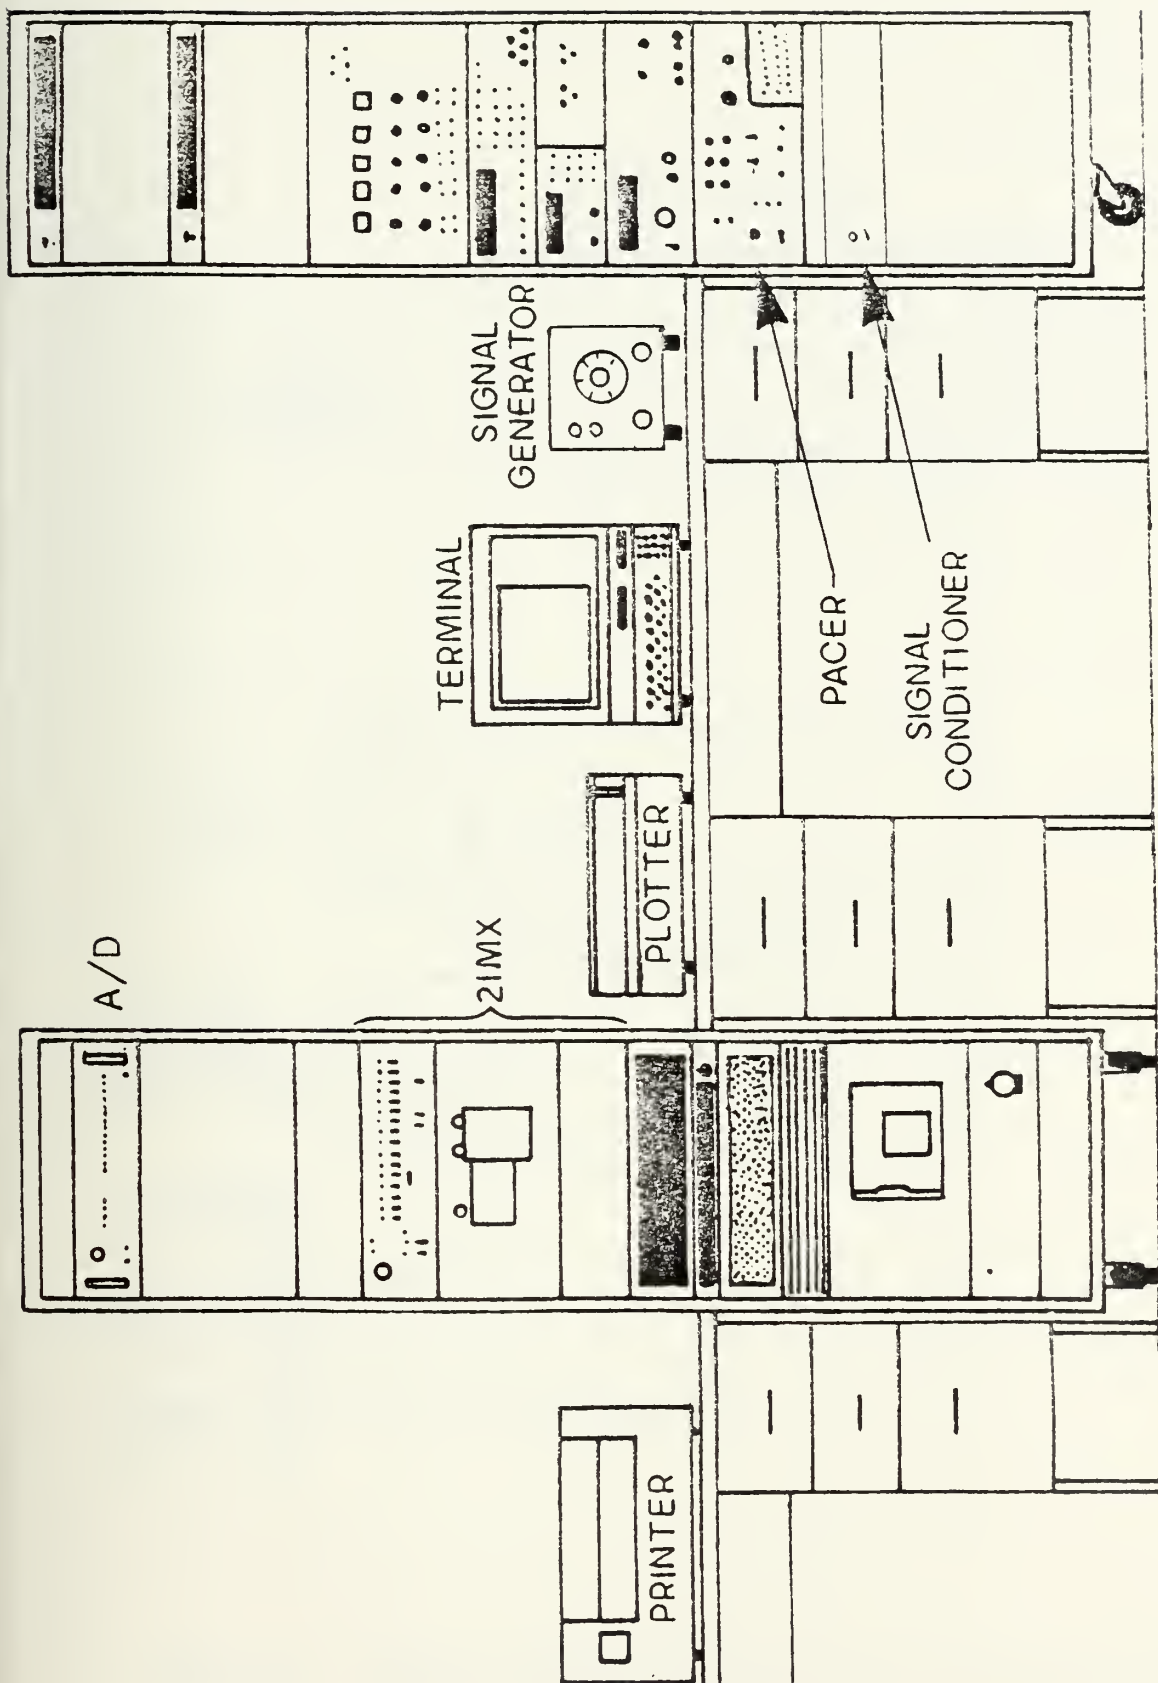 A/D
21MX
PRINTER
PLOTTER
TERMINAL
SIGNAL
GENERATOR
PACER
SIGNAL
CONDITIONER